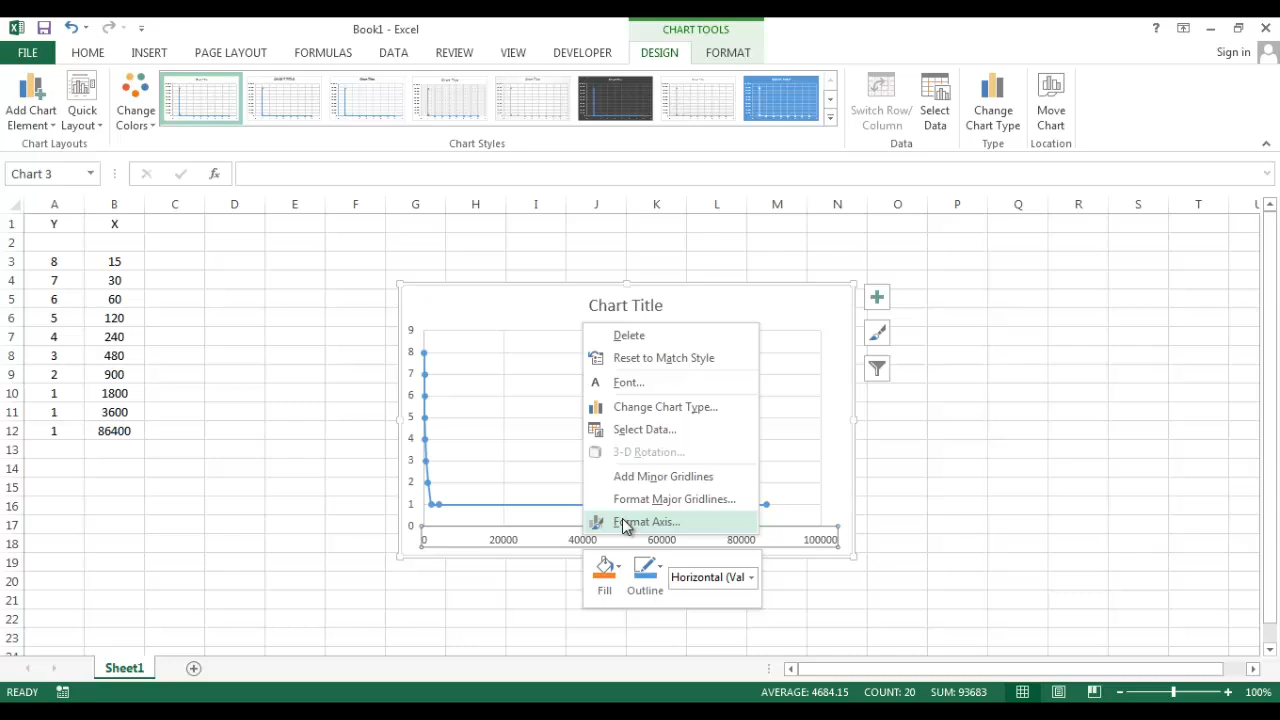 Book1 - Excel
CHART TOOLS
Sign in
FILE HOME INSERT PAGE LAYOUT FORMULAS DATA REVIEW VIEW DEVELOPER DESIGN FORMAT
Add Chart Element
Quick Layout
Change Colors
Switch Row/ Column
Select Data
Change Chart Type
Move Chart
Chart Layouts
Chart Styles
Data
Type
Location
Chart 3
fx
A B C D E F G H I J K L M N O P Q R S T U
1 Y X
2
3 8 15
4 7 30
5 6 60
6 5 120
7 4 240
8 3 480
9 2 900
10 1 1800
11 1 3600
12 1 86400
13
14
15
16
17
18
19
20
21
22
23
Chart Title
9
8
7
6
5
4
3
2
1
0
0 20000 40000 60000 80000 100000
Delete
Reset to Match Style
Font...
Change Chart Type...
Select Data...
3-D Rotation...
Add Minor Gridlines
Format Major Gridlines...
Format Axis...
Fill
Outline
Horizontal (Val
Sheet1
READY
AVERAGE: 4684.15 COUNT: 20 SUM: 93683
100%